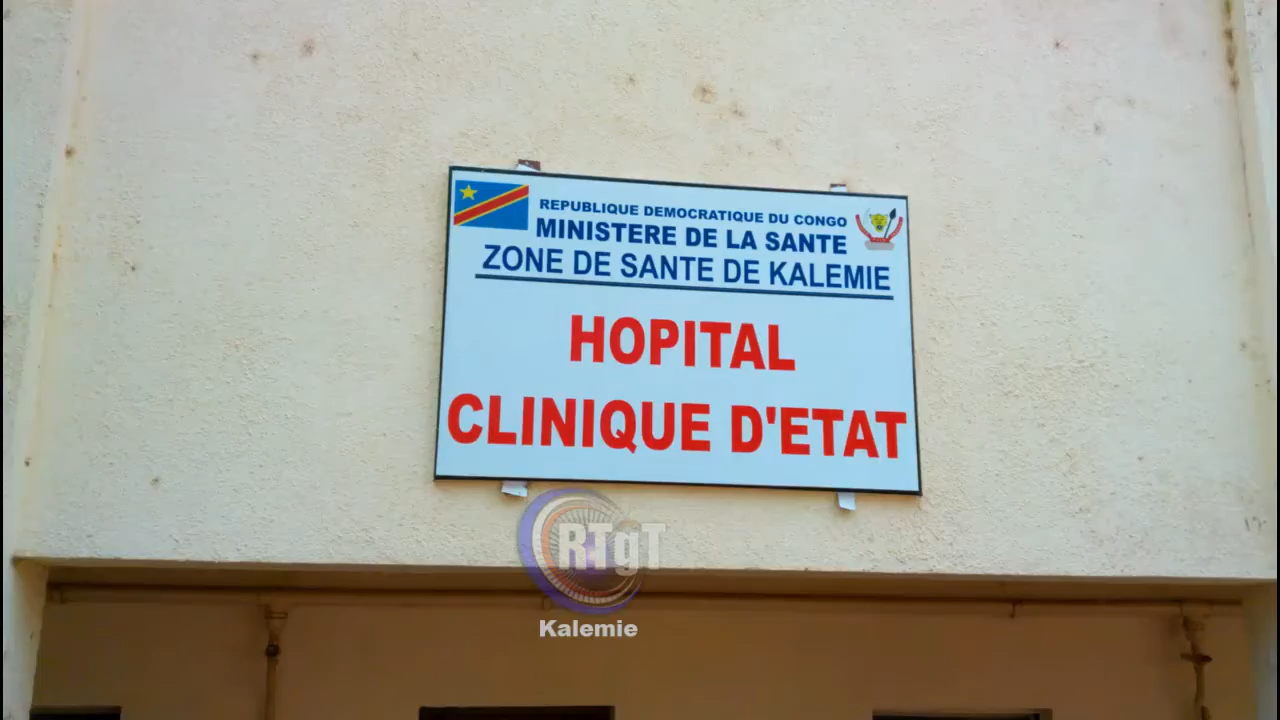 REPUBLIQUE DEMOCRATIQUE DU CONGO
MINISTERE DE LA SANTE
ZONE DE SANTE DE KALEMIE
HOPITAL
CLINIQUE D'ETAT
RTgT
Kalemie